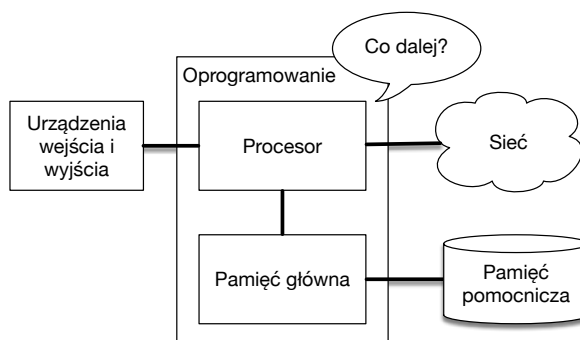 Co dalej?
Oprogramowanie
Urządzenia
wejścia i
wyjścia
Procesor
Sieć
Pamięć główna
Pamięć
pomocnicza